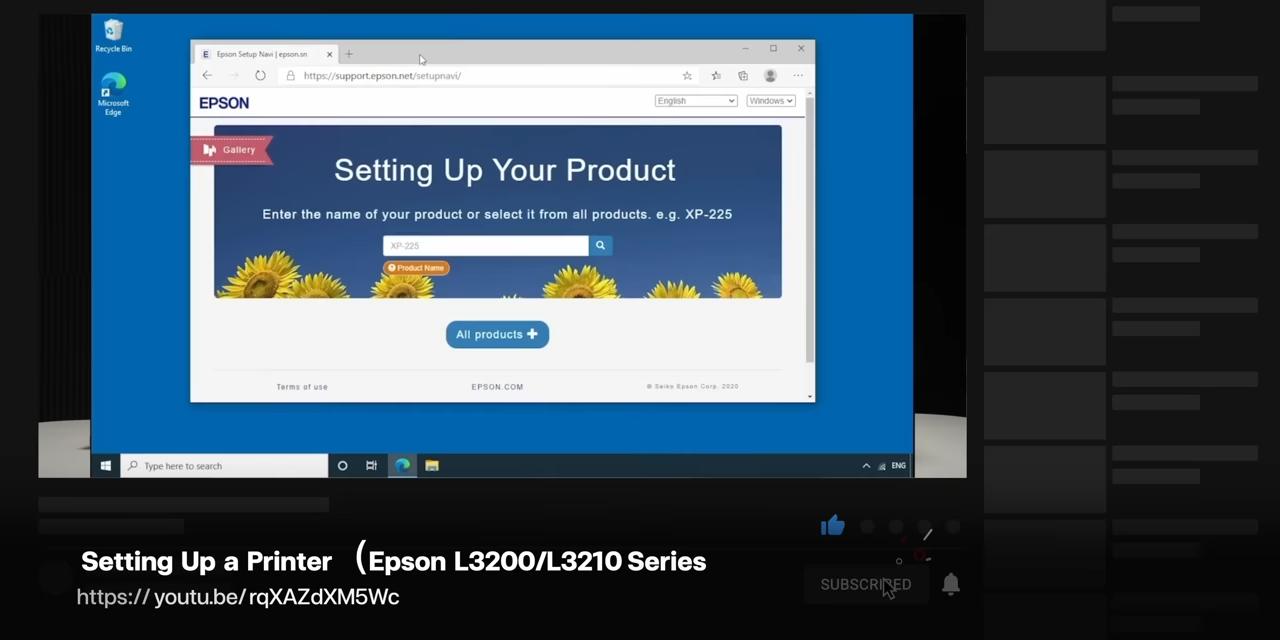 Recycle Bin
Epson Setup Navi | epson.sn
https://support.epson.net/setupnavi/
Microsoft
Edge
EPSON
English
Windows
Gallery
Setting Up Your Product
Enter the name of your product or select it from all products. e.g. XP-225
XP-225
Product Name
All products
Terms of use
EPSON.COM
© Seiko Epson Corp. 2020
Type here to search
ENG
Setting Up a Printer （Epson L3200/L3210 Series
https://youtu.be/rqXAZdXM5Wc
SUBSCRIBED